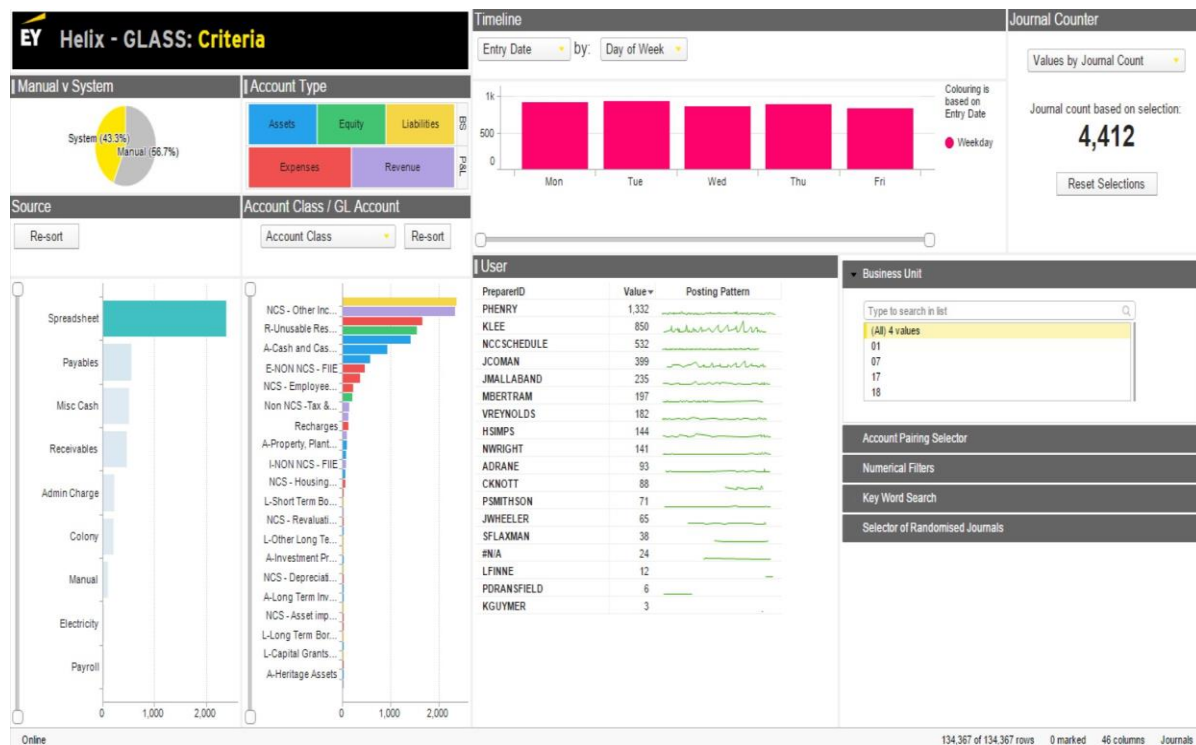 EY Helix - GLASS: Criteria
Manual v System
System (43.3%)
Manual (56.7%)
Account Type
Assets
Equity
Liabilities
BS
Expenses
Revenue
P&L
Timeline
Entry Date by: Day of Week
1k
500
0
Mon Tue Wed Thu Fri
Colouring is
based on
Entry Date
Weekday
Journal Counter
Values by Journal Count
Journal count based on selection:
4,412
Reset Selections
Source
Re-sort
Spreadsheet
Payables
Misc Cash
Receivables
Admin Charge
Colony
Manual
Electricity
Payroll
0 1,000 2,000
Account Class / GL Account
Account Class Re-sort
NCS - Other Inc...
R-Unusable Res...
A-Cash and Cas...
E-NON NCS - FIIE
NCS - Employee...
Non NCS -Tax &...
Recharges
A-Property, Plant...
I-NON NCS - FIIE
NCS - Housing...
L-Short Term Bo...
NCS - Revaluati...
L-Other Long Te...
A-Investment Pr...
NCS - Depreciati...
A-Long Term Inv...
NCS - Asset imp...
L-Long Term Bor...
L-Capital Grants...
A-Heritage Assets
0 1,000 2,000
User
PreparerID Value Posting Pattern
PHENRY 1,332
KLEE 850
NCCSCHEDULE 532
JCOMAN 399
JMALLABAND 235
MBERTRAM 197
VREYNOLDS 182
HSIMPS 144
NWRIGHT 141
ADRANE 93
CKNOTT 88
PSMITHSON 71
JWHEELER 65
SFLAXMAN 38
#N/A 24
LFINNE 12
PDRANSFIELD 6
KGUYMER 3
Business Unit
Type to search in list
(All) 4 values
01
07
17
18
Account Pairing Selector
Numerical Filters
Key Word Search
Selector of Randomised Journals
Online 134,367 of 134,367 rows 0 marked 46 columns Journals